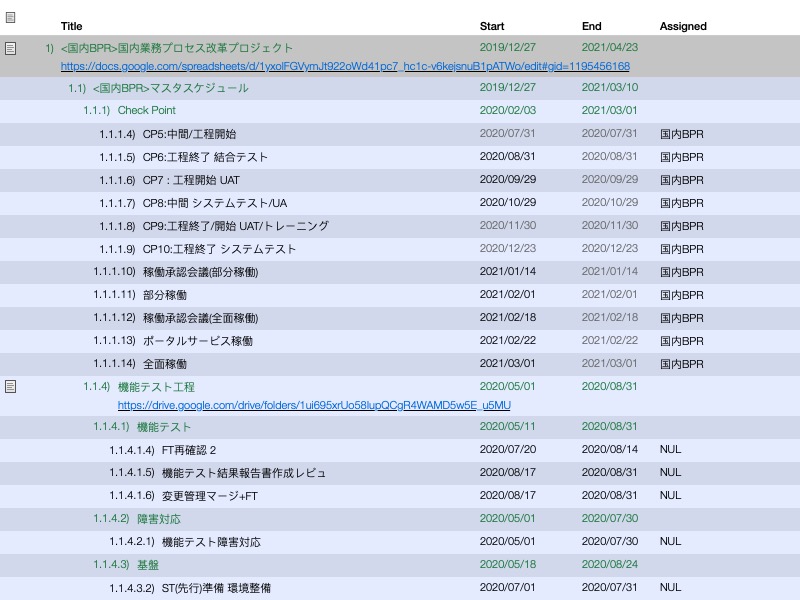 Title Start End Assigned
1) <国内BPR>国内業務プロセス改革プロジェクト 2019/12/27 2021/04/23
https://docs.google.com/spreadsheets/d/1yxolFGVymJt922oWd41pc7_hc1c-v6kejsnuB1pATWo/edit#gid=1195456168
1.1) <国内BPR>マスタスケジュール 2019/12/27 2021/03/10
1.1.1) Check Point 2020/02/03 2021/03/01
1.1.1.4) CP5:中間/工程開始 2020/07/31 2020/07/31 国内BPR
1.1.1.5) CP6:工程終了 結合テスト 2020/08/31 2020/08/31 国内BPR
1.1.1.6) CP7 : 工程開始 UAT 2020/09/29 2020/09/29 国内BPR
1.1.1.7) CP8:中間 システムテスト/UA 2020/10/29 2020/10/29 国内BPR
1.1.1.8) CP9:工程終了/開始 UAT/トレーニング 2020/11/30 2020/11/30 国内BPR
1.1.1.9) CP10:工程終了 システムテスト 2020/12/23 2020/12/23 国内BPR
1.1.1.10) 稼働承認会議(部分稼働) 2021/01/14 2021/01/14 国内BPR
1.1.1.11) 部分稼働 2021/02/01 2021/02/01 国内BPR
1.1.1.12) 稼働承認会議(全面稼働) 2021/02/18 2021/02/18 国内BPR
1.1.1.13) ポータルサービス稼働 2021/02/22 2021/02/22 国内BPR
1.1.1.14) 全面稼働 2021/03/01 2021/03/01 国内BPR
1.1.4) 機能テスト工程 2020/05/01 2020/08/31
https://drive.google.com/drive/folders/1ui695xrUo58IupQCgR4WAMD5w5E_u5MU
1.1.4.1) 機能テスト 2020/05/11 2020/08/31
1.1.4.1.4) FT再確認 2 2020/07/20 2020/08/14 NUL
1.1.4.1.5) 機能テスト結果報告書作成レビュ 2020/08/17 2020/08/31 NUL
1.1.4.1.6) 変更管理マージ+FT 2020/08/17 2020/08/31 NUL
1.1.4.2) 障害対応 2020/05/01 2020/07/30
1.1.4.2.1) 機能テスト障害対応 2020/05/01 2020/07/30 NUL
1.1.4.3) 基盤 2020/05/18 2020/08/24
1.1.4.3.2) ST(先行)準備 環境整備 2020/07/01 2020/07/31 NUL